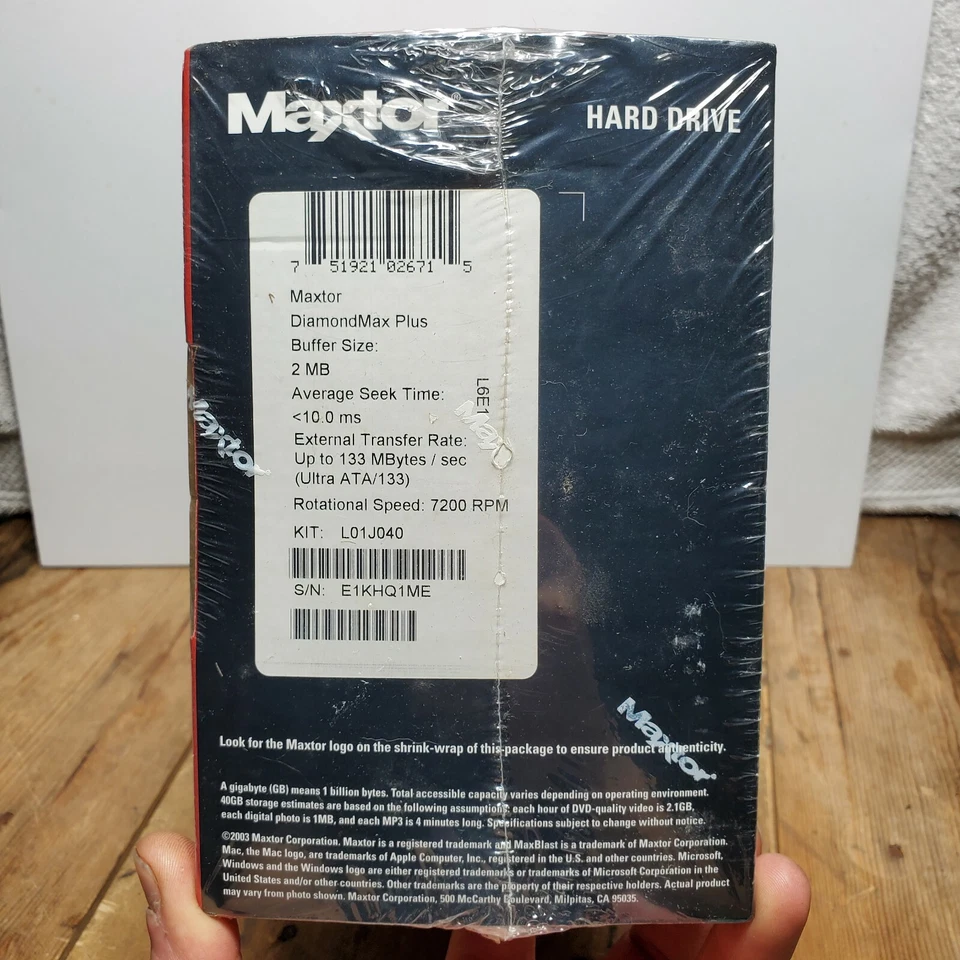 Maxtor®
HARD DRIVE
7 51921 02671 5
Maxtor
DiamondMax Plus
Buffer Size:
2 MB
Average Seek Time:
<10.0 ms
L6E1
External Transfer Rate:
Up to 133 MBytes / sec
(Ultra ATA/133)
Rotational Speed: 7200 RPM
KIT: L01J040
S/N: E1KHQ1ME
Maxtor
Max
Maxtor
Look for the Maxtor logo on the shrink-wrap of this package to ensure product authenticity.
A gigabyte (GB) means 1 billion bytes. Total accessible capacity varies depending on operating environment.
40GB storage estimates are based on the following assumptions: each hour of DVD-quality video is 2.1GB,
each digital photo is 1MB, and each MP3 is 4 minutes long. Specifications subject to change without notice.
©2003 Maxtor Corporation. Maxtor is a registered trademark and MaxBlast is a trademark of Maxtor Corporation.
Mac, the Mac logo, are trademarks of Apple Computer, Inc., registered in the U.S. and other countries. Microsoft,
Windows and the Windows logo are either registered trademarks or trademarks of Microsoft Corporation in the
United States and/or other countries. Other trademarks are the property of their respective holders. Actual product
may vary from photo shown. Maxtor Corporation, 500 McCarthy Boulevard, Milpitas, CA 95035.